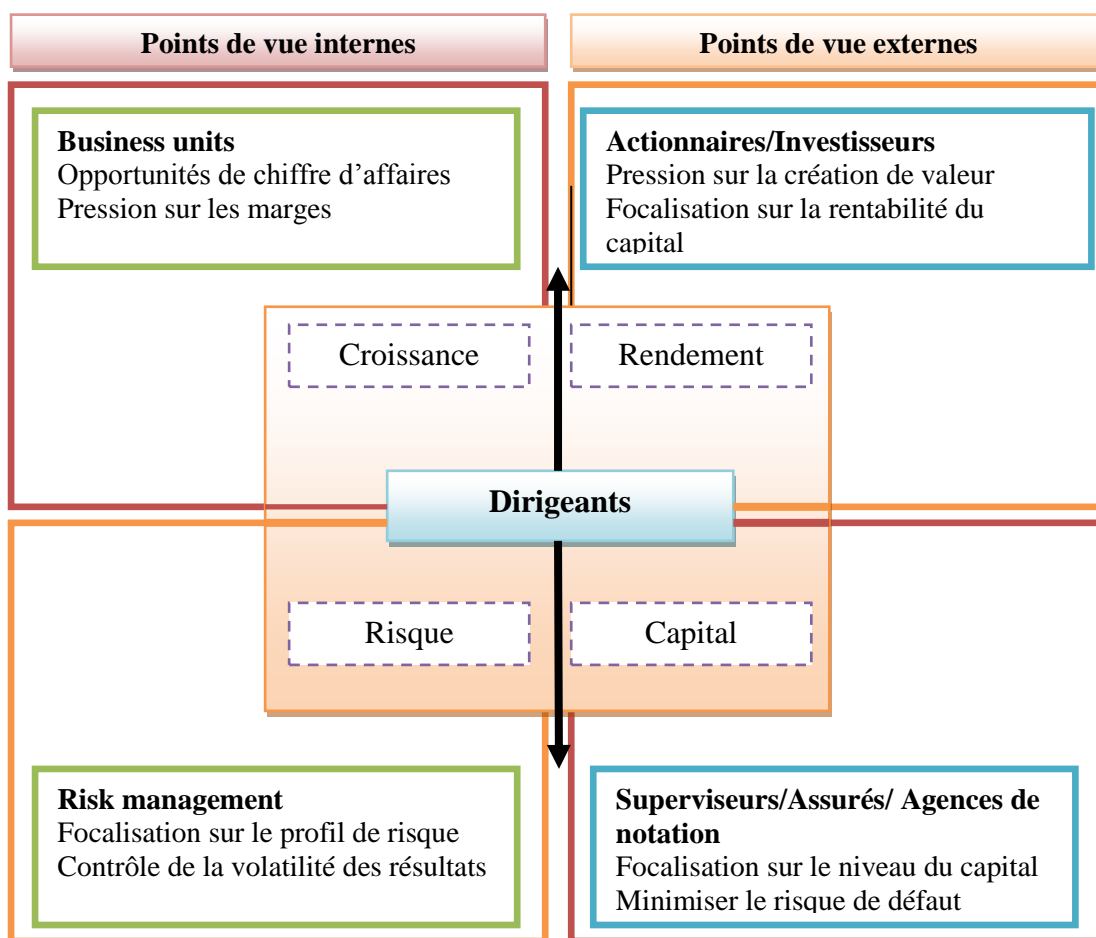 Points de vue internes
Points de vue externes
Business units
Opportunités de chiffre d’affaires
Pression sur les marges
Actionnaires/Investisseurs
Pression sur la création de valeur
Focalisation sur la rentabilité du
capital
Croissance
Rendement
Dirigeants
Risque
Capital
Risk management
Focalisation sur le profil de risque
Contrôle de la volatilité des résultats
Superviseurs/Assurés/ Agences de
notation
Focalisation sur le niveau du capital
Minimiser le risque de défaut